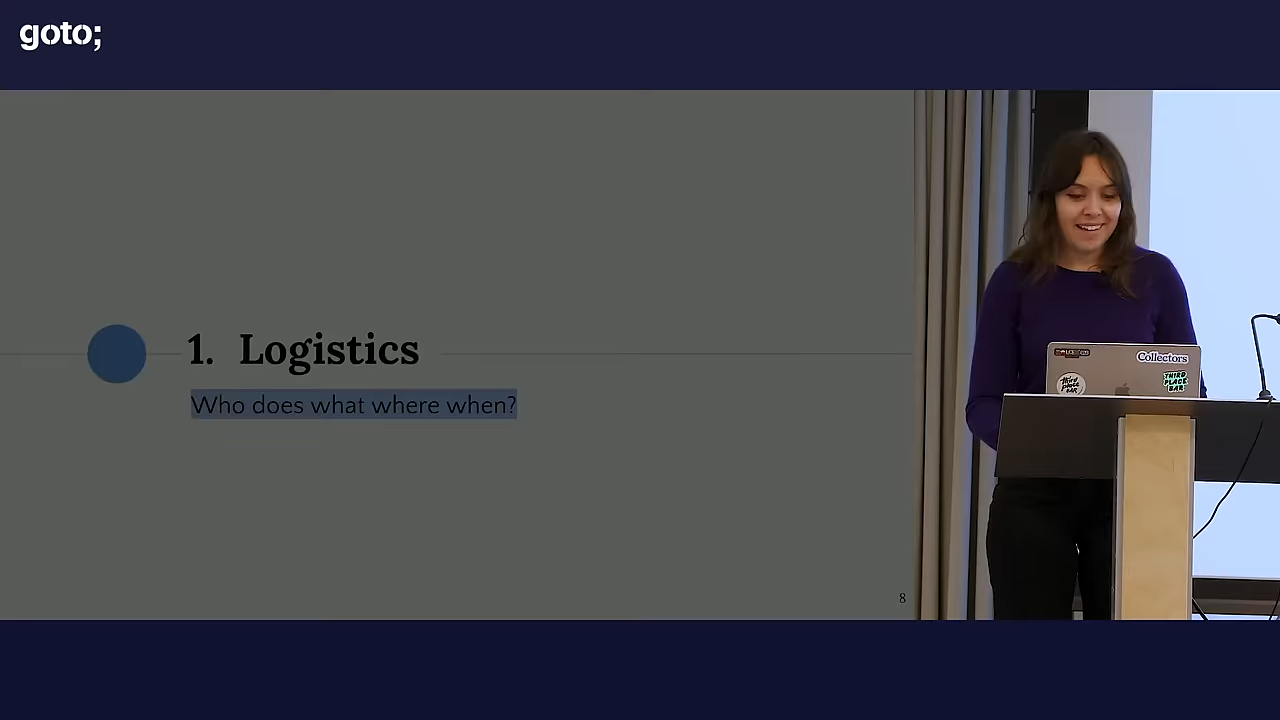 goto;
1. Logistics
Who does what where when?
8
Collectors
THIRD
PLACE
BAR